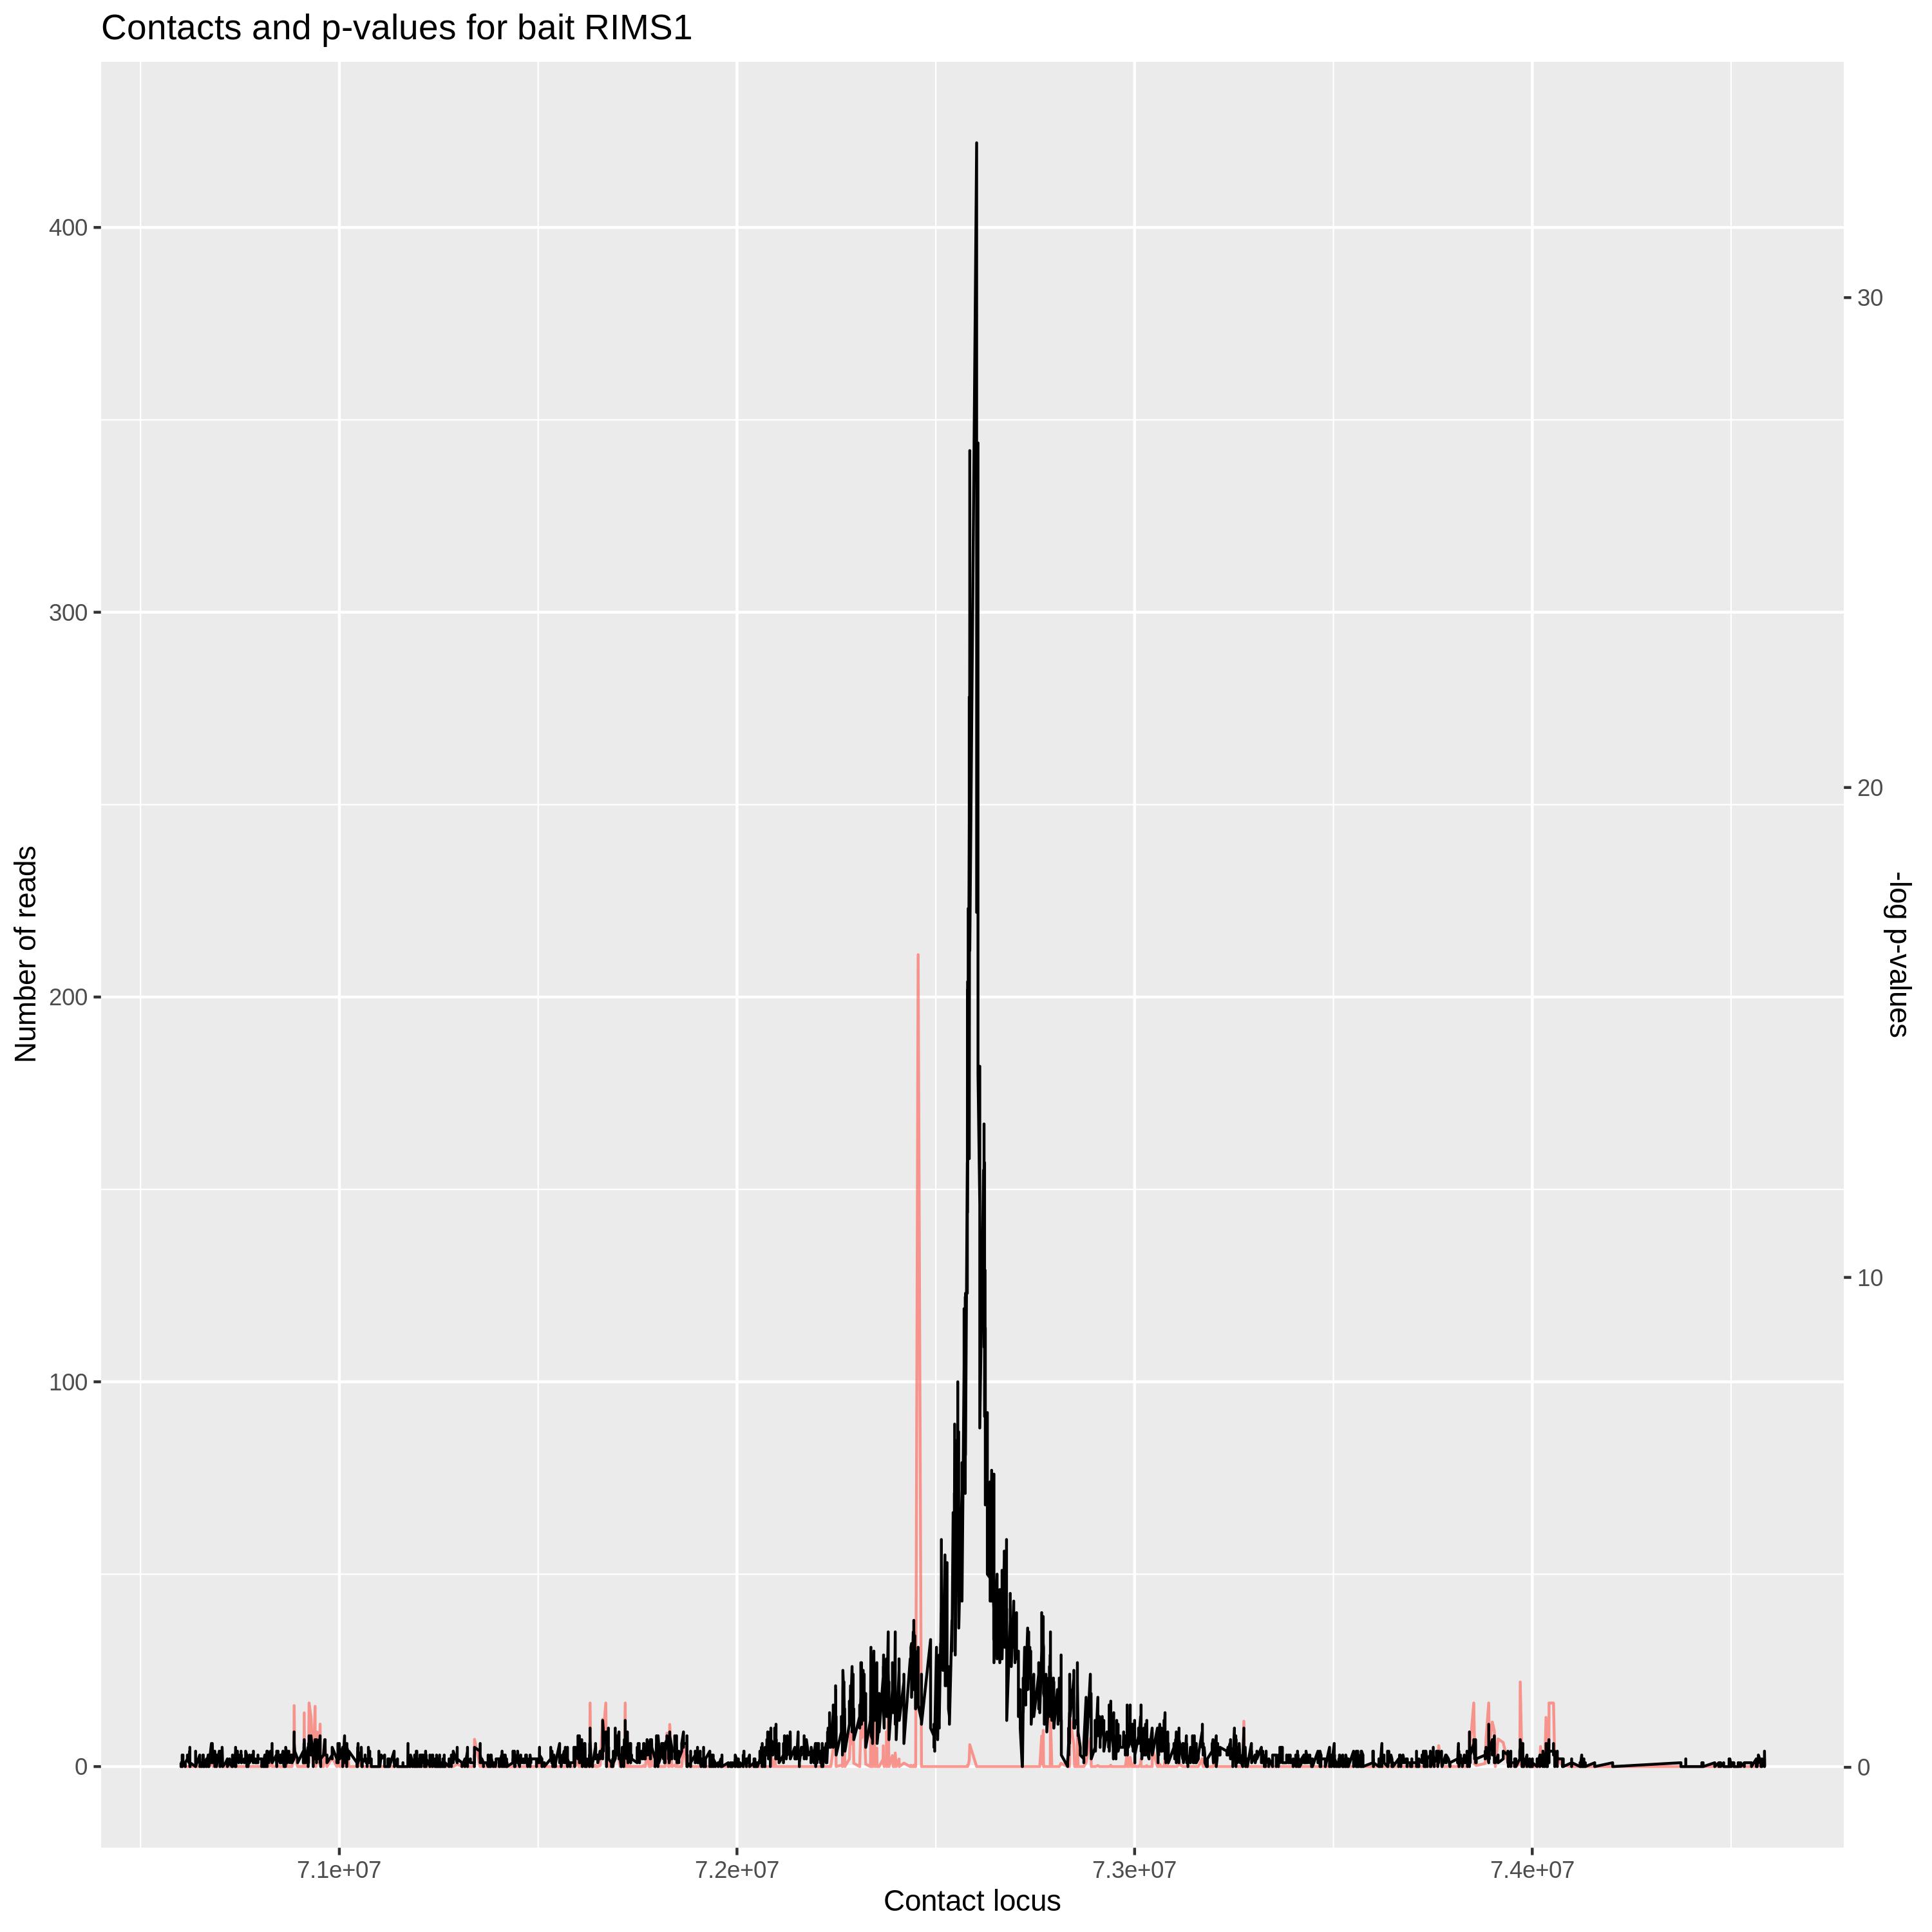 Contacts and p-values for bait RIMS1
Number of reads
400
300
200
100
0
30
20
10
0
-log p-values
7.1e+07
7.2e+07
7.3e+07
7.4e+07
Contact locus